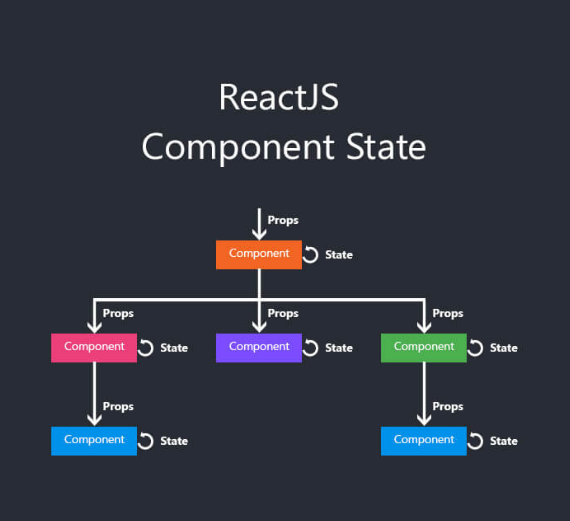 ReactJS
Component State
Props
Component State
Props Props Props
Component State Component State Component State
Props Props
Component State Component State